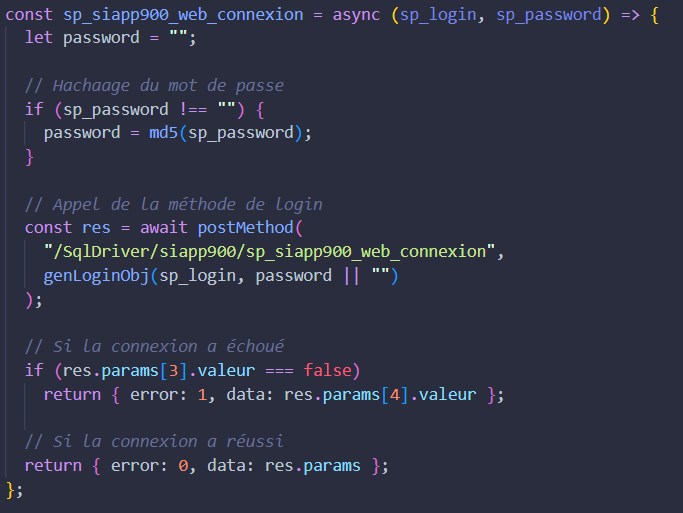 const sp_siapp900_web_connexion = async (sp_login, sp_password) => {
let password = "";
// Hachaage du mot de passe
if (sp_password !== "") {
password = md5(sp_password);
}
// Appel de la méthode de login
const res = await postMethod(
"/SqlDriver/siapp900/sp_siapp900_web_connexion",
genLoginObj(sp_login, password || "")
);
// Si la connexion a échoué
if (res.params[3].valeur === false)
return { error: 1, data: res.params[4].valeur };
// Si la connexion a réussi
return { error: 0, data: res.params };
};